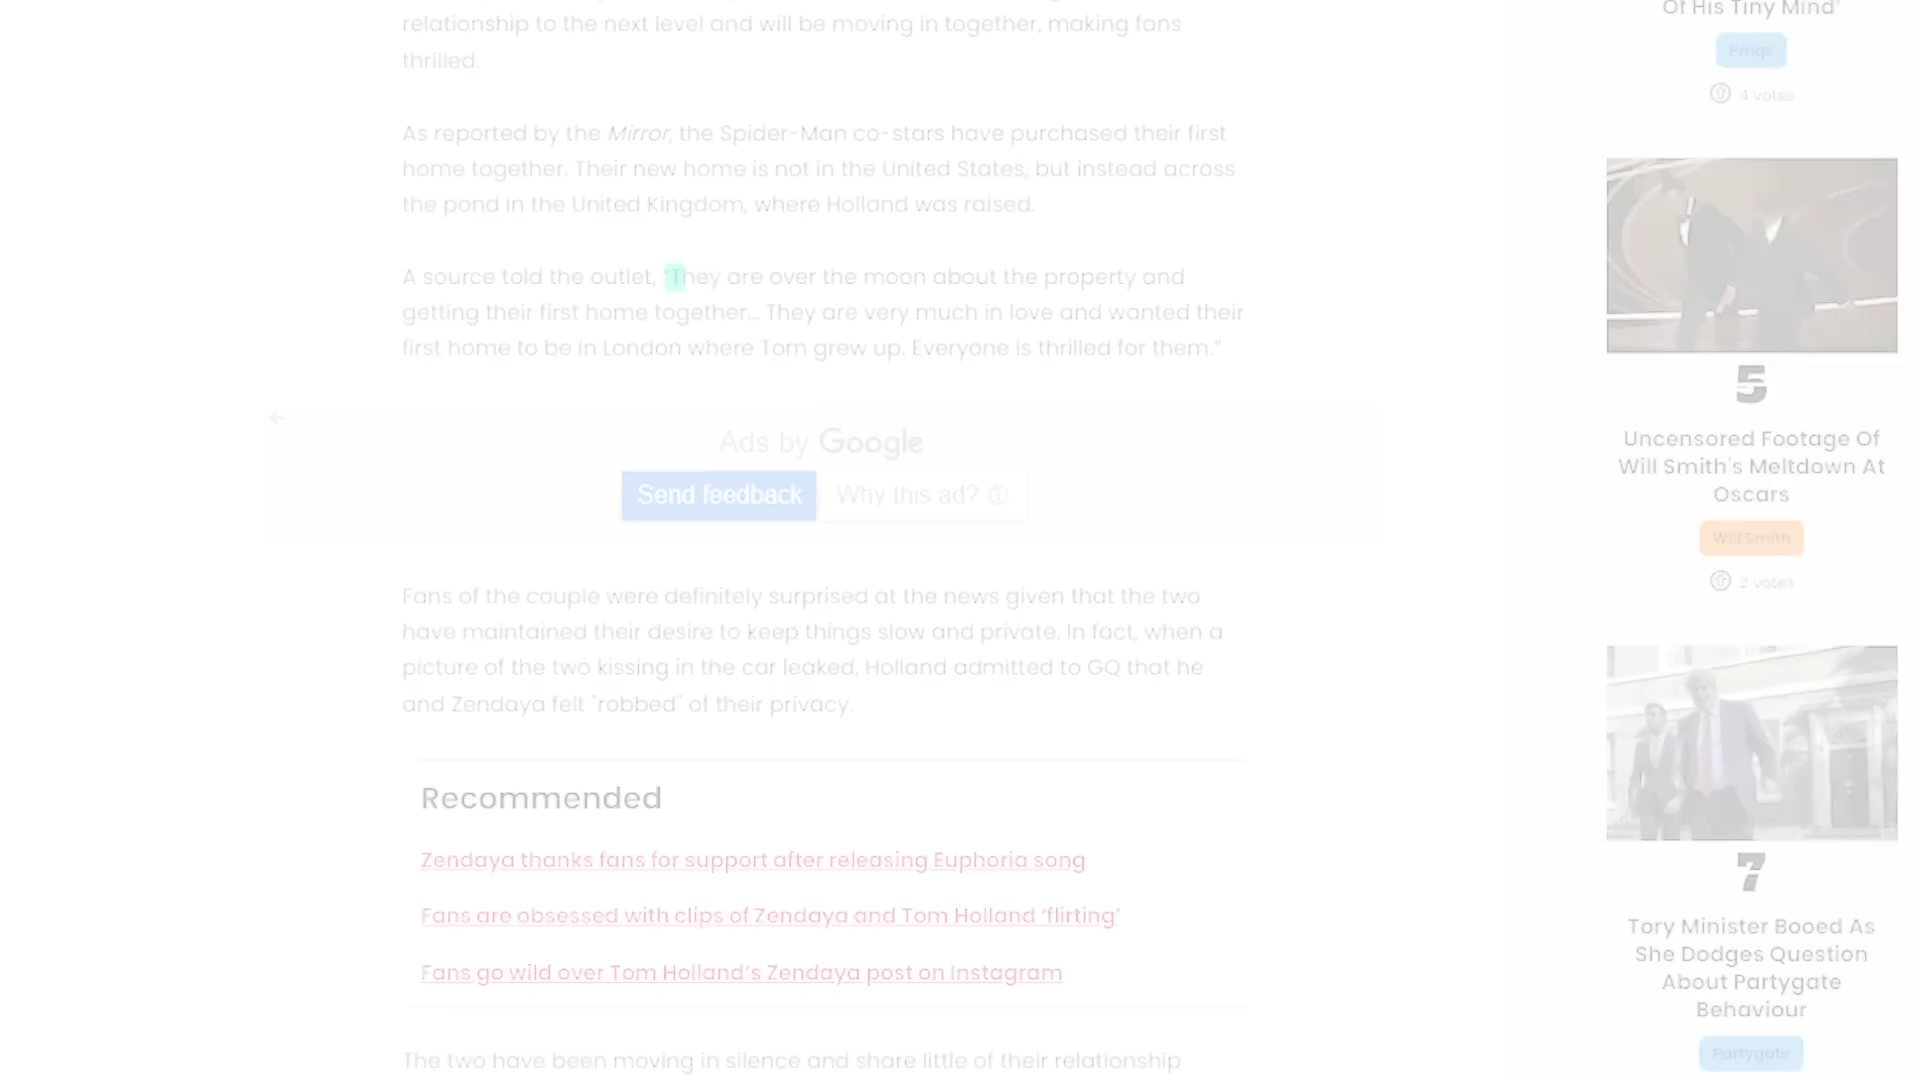 relationship to the next level and will be moving in together, making fans
thrilled.
As reported by the Mirror, the Spider-Man co-stars have purchased their first
home together. Their new home is not in the United States, but instead across
the pond in the United Kingdom, where Holland was raised.
A source told the outlet, "They are over the moon about the property and
getting their first home together... They are very much in love and wanted their
first home to be in London where Tom grew up. Everyone is thrilled for them."
Ads by Google
Send feedback
Why this ad?
Fans of the couple were definitely surprised at the news given that the two
have maintained their desire to keep things slow and private. In fact, when a
picture of the two kissing in the car leaked, Holland admitted to GQ that he
and Zendaya felt "robbed" of their privacy.
Recommended
Zendaya thanks fans for support after releasing Euphoria song
Fans are obsessed with clips of Zendaya and Tom Holland ‘flirting’
Fans go wild over Tom Holland’s Zendaya post on Instagram
The two have been moving in silence and share little of their relationship
Of His Tiny Mind'
Pmqs
4 votes
5
Uncensored Footage Of
Will Smith's Meltdown At
Oscars
Will Smith
2 votes
7
Tory Minister Booed As
She Dodges Question
About Partygate
Behaviour
Partygate